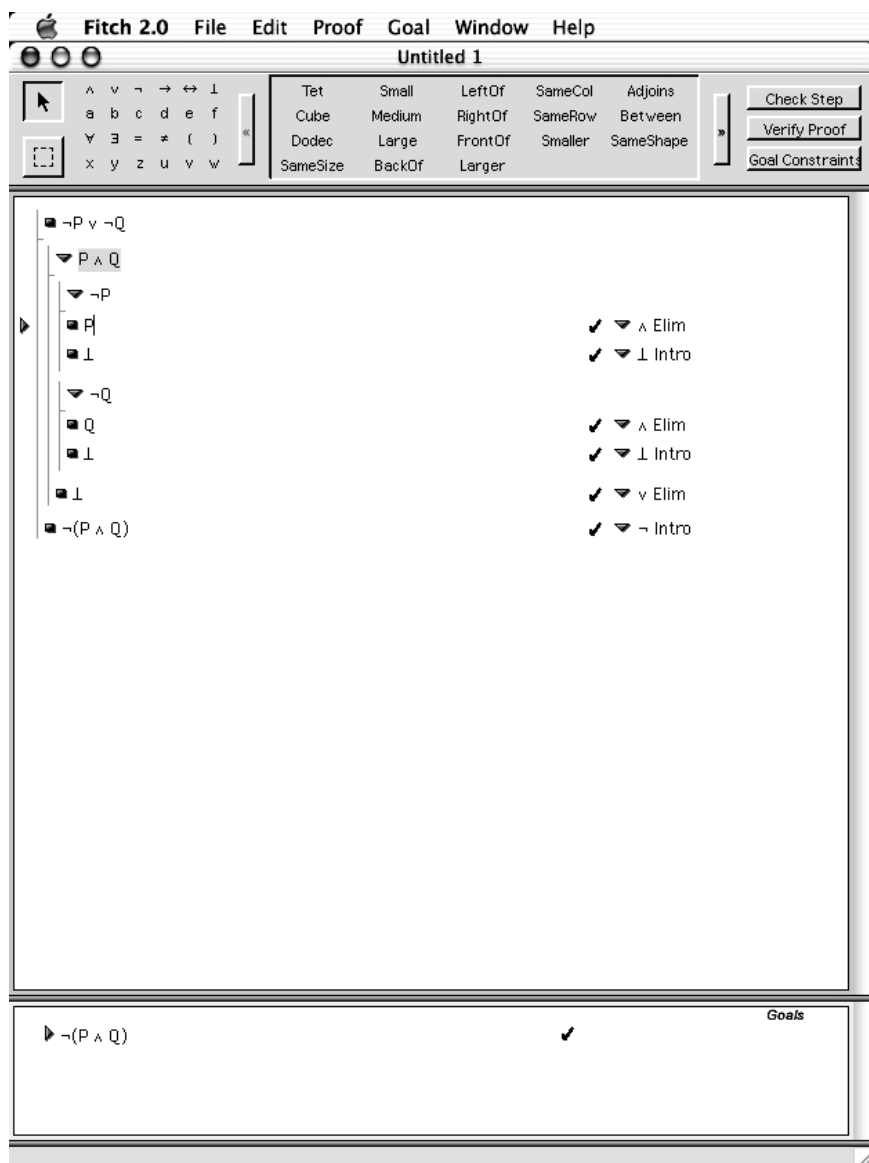 Fitch 2.0 File Edit Proof Goal Window Help
Untitled 1
∧ ∨ ¬ → ↔ ⊥ Tet Small LeftOf SameCol Adjoins Check Step
a b c d e f Cube Medium RightOf SameRow Between Verify Proof
∀ ∃ = ≠ ( ) « Dodec Large FrontOf Smaller SameShape » Goal Constraints
x y z u v w SameSize BackOf Larger
¬P ∨ ¬Q
P ∧ Q
¬P
P ✔ ∧ Elim
⊥ ✔ ⊥ Intro
¬Q
Q ✔ ∧ Elim
⊥ ✔ ⊥ Intro
⊥ ✔ ∨ Elim
¬(P ∧ Q) ✔ ¬ Intro
Goals
¬(P ∧ Q) ✔